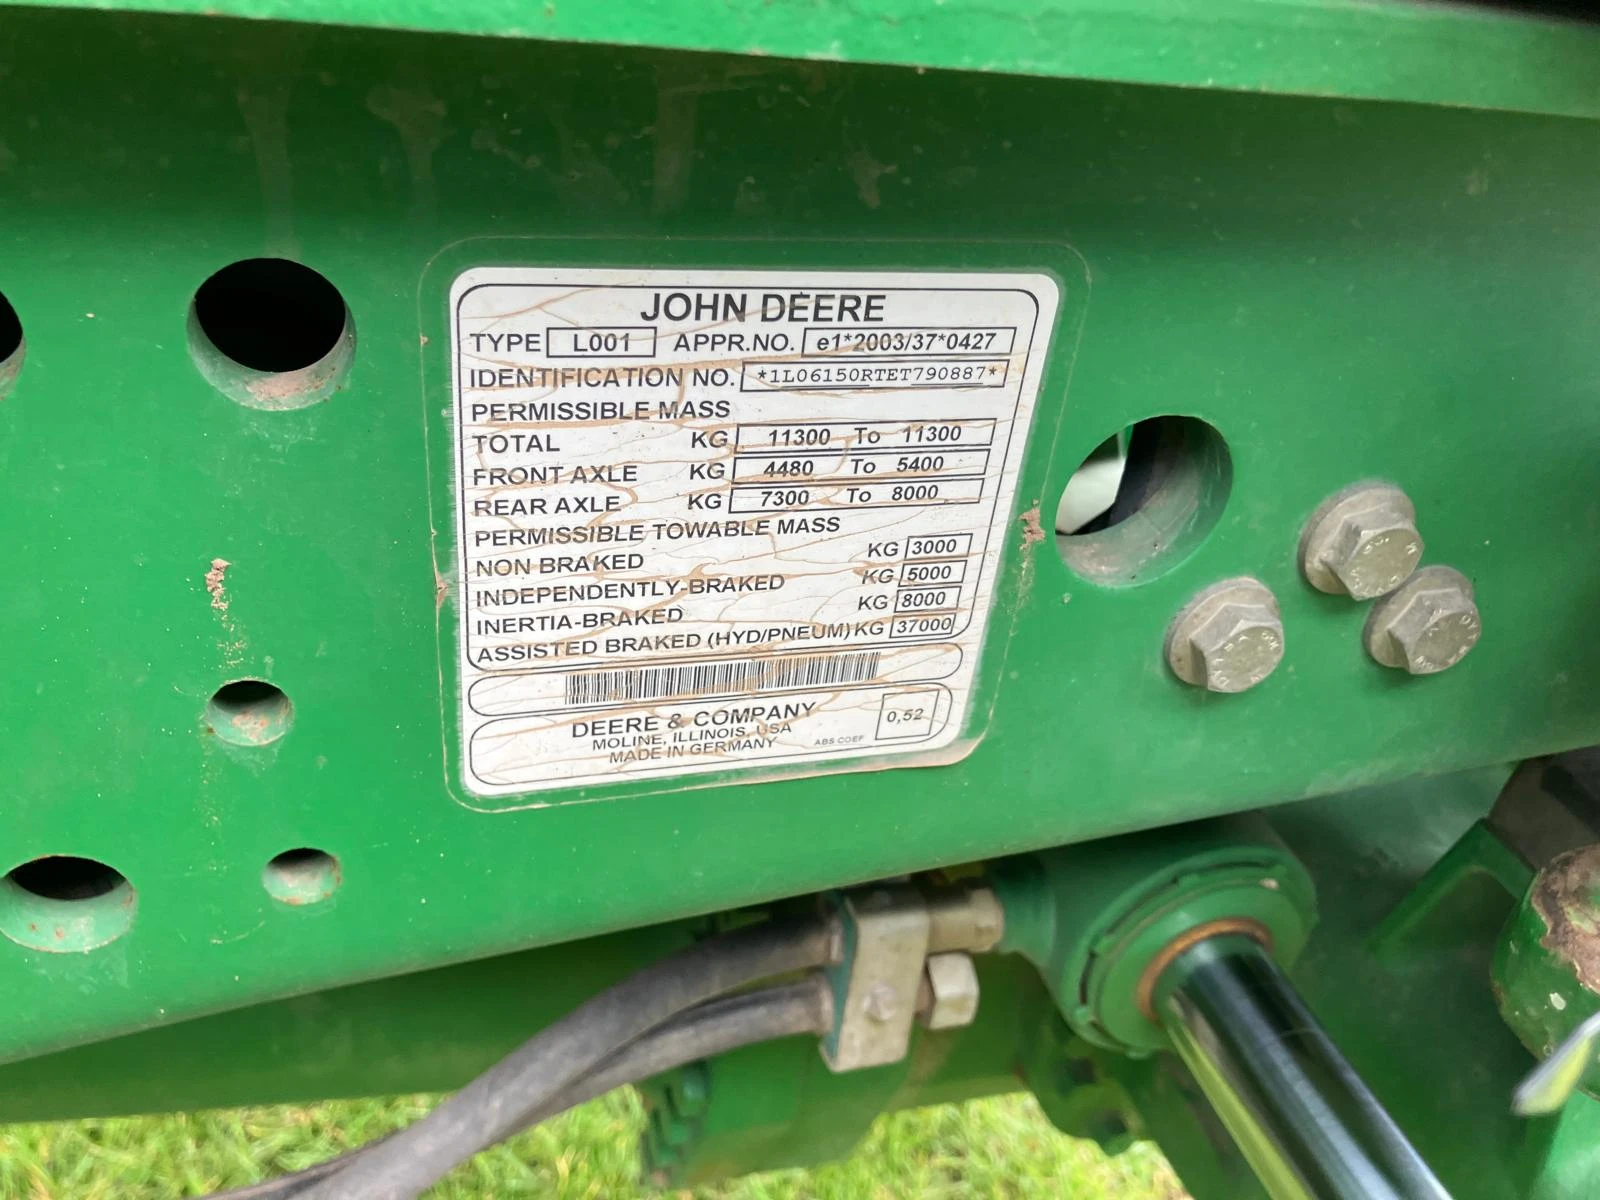 JOHN DEERE
TYPE L001 APPR.NO. e1*2003/37*0427
IDENTIFICATION NO. *1L06150RTET790887*
PERMISSIBLE MASS
TOTAL KG 11300 To 11300
FRONT AXLE KG 4480 To 5400
REAR AXLE KG 7300 To 8000
PERMISSIBLE TOWABLE MASS
NON BRAKED KG 3000
INDEPENDENTLY-BRAKED KG 5000
INERTIA-BRAKED KG 8000
ASSISTED BRAKED (HYD/PNEUM) KG 37000
DEERE & COMPANY
MOLINE, ILLINOIS, USA
MADE IN GERMANY
ABS COEF 0,52